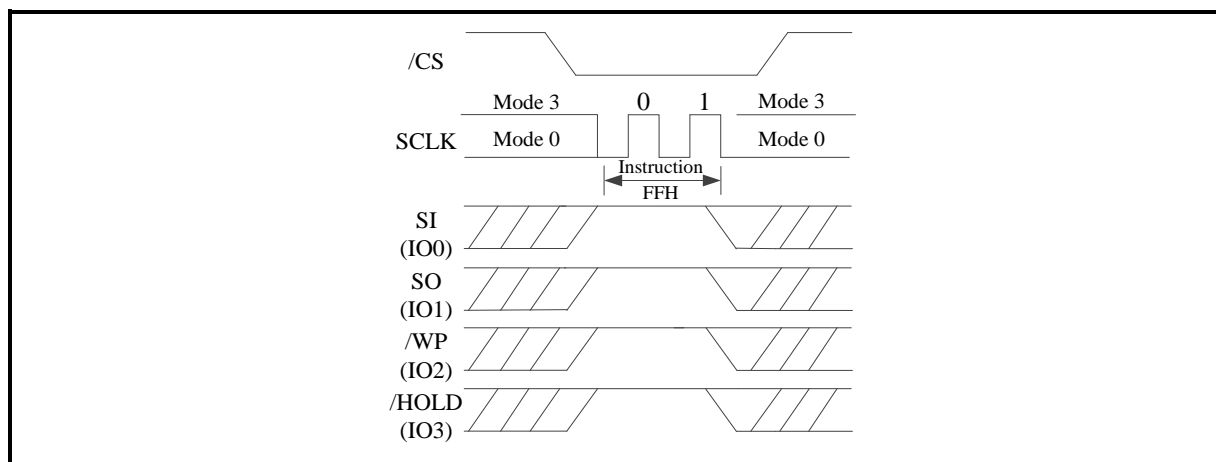 /CS
Mode 3 0 1 Mode 3
SCLK Mode 0 Mode 0
Instruction
FFH
SI
(IO0)
SO
(IO1)
/WP
(IO2)
/HOLD
(IO3)